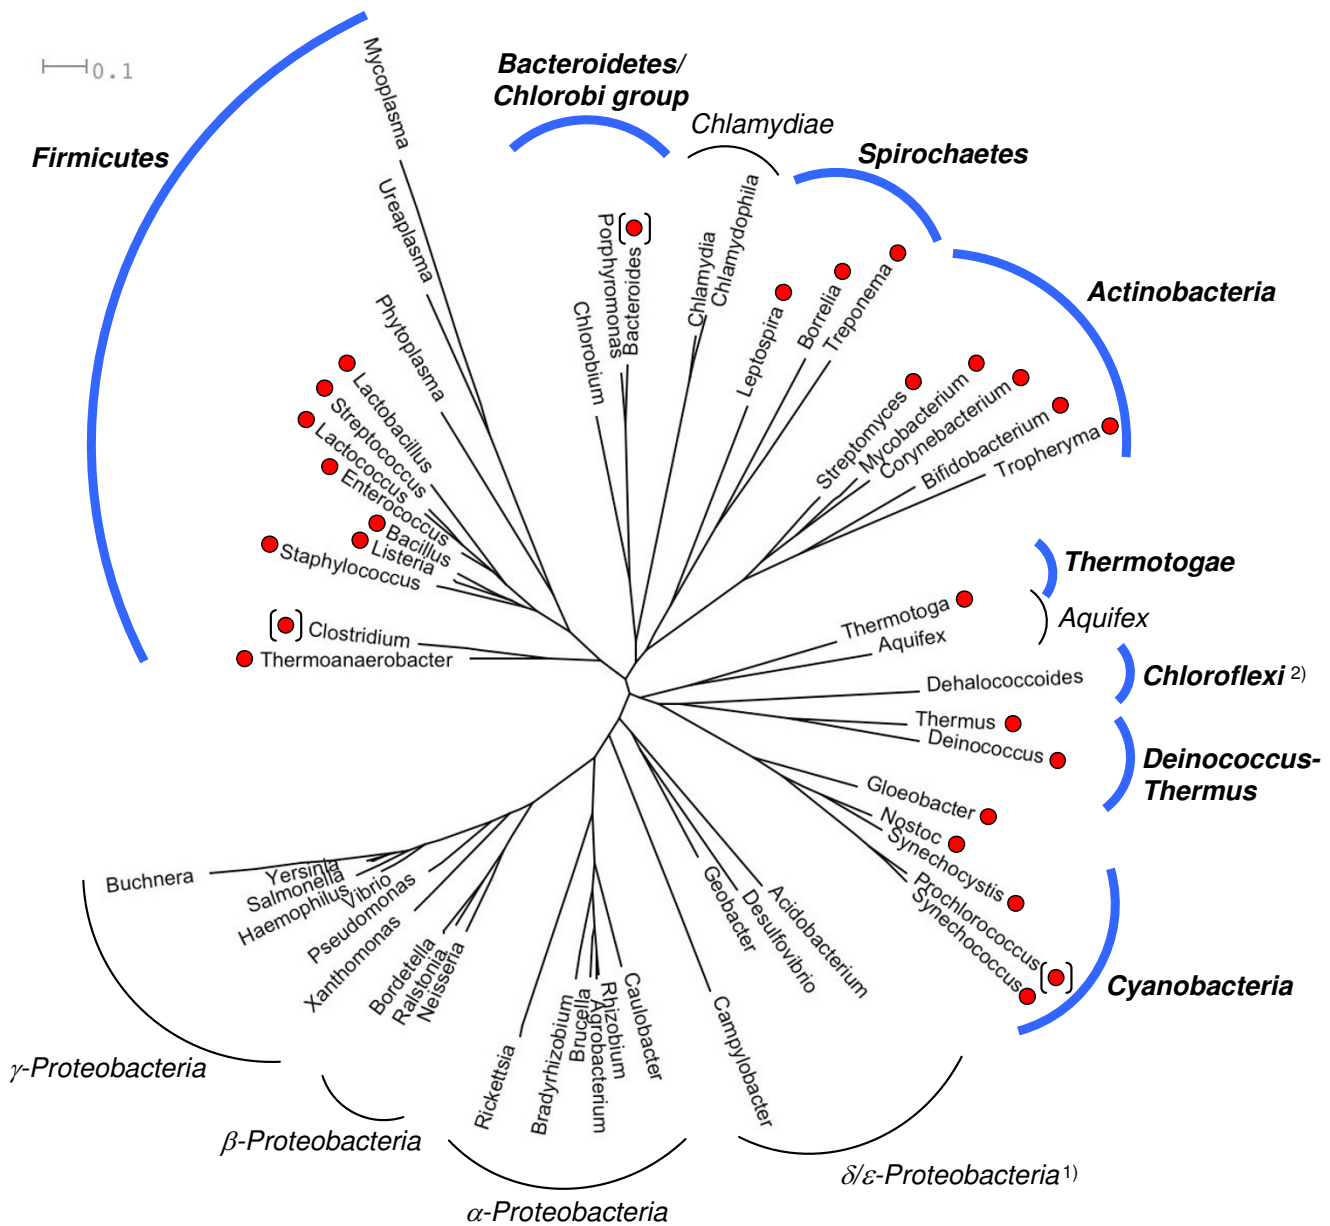 0.1
Firmicutes
Mycoplasma
Ureaplasma
Phytoplasma
Lactobacillus
Streptococcus
Lactococcus
Enterococcus
Bacillus
Listeria
Staphylococcus
Clostridium
Thermoanaerobacter
Bacteroidetes/
Chlorobi group
Chlorobium
Porphyromonas
Bacteroides
Chlamydiae
Chlamydia
Chlamydophila
Spirochaetes
Leptospira
Borrelia
Treponema
Actinobacteria
Streptomyces
Mycobacterium
Corynebacterium
Bifidobacterium
Tropheryma
Thermotogae
Thermotoga
Aquifex
Aquifex
Dehalococcoides
Chloroflexi 2)
Thermus
Deinococcus
Deinococcus-
Thermus
Gloeobacter
Nostoc
Synechocystis
Prochlorococcus
Synechococcus
Cyanobacteria
Acidobacterium
Desulfovibrio
Geobacter
Campylobacter
δ/ε-Proteobacteria 1)
Caulobacter
Rhizobium
Agrobacterium
Brucella
Bradyrhizobium
Rickettsia
α-Proteobacteria
Neisseria
Ralstonia
Bordetella
β-Proteobacteria
Xanthomonas
Pseudomonas
Vibrio
Haemophilus
Salmonella
Yersinia
Buchnera
γ-Proteobacteria